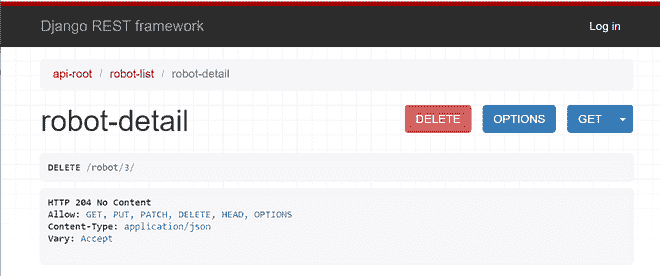 Django REST framework
Log in
api-root / robot-list / robot-detail
robot-detail
DELETE
OPTIONS
GET
DELETE /robot/3/
HTTP 204 No Content
Allow: GET, PUT, PATCH, DELETE, HEAD, OPTIONS
Content-Type: application/json
Vary: Accept